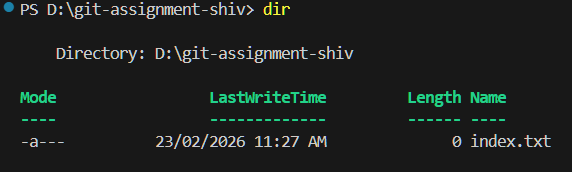 PS D:\git-assignment-shiv> dir
Directory: D:\git-assignment-shiv
Mode LastWriteTime Length Name
---- ------------- ------ ----
-a--- 23/02/2026 11:27 AM 0 index.txt